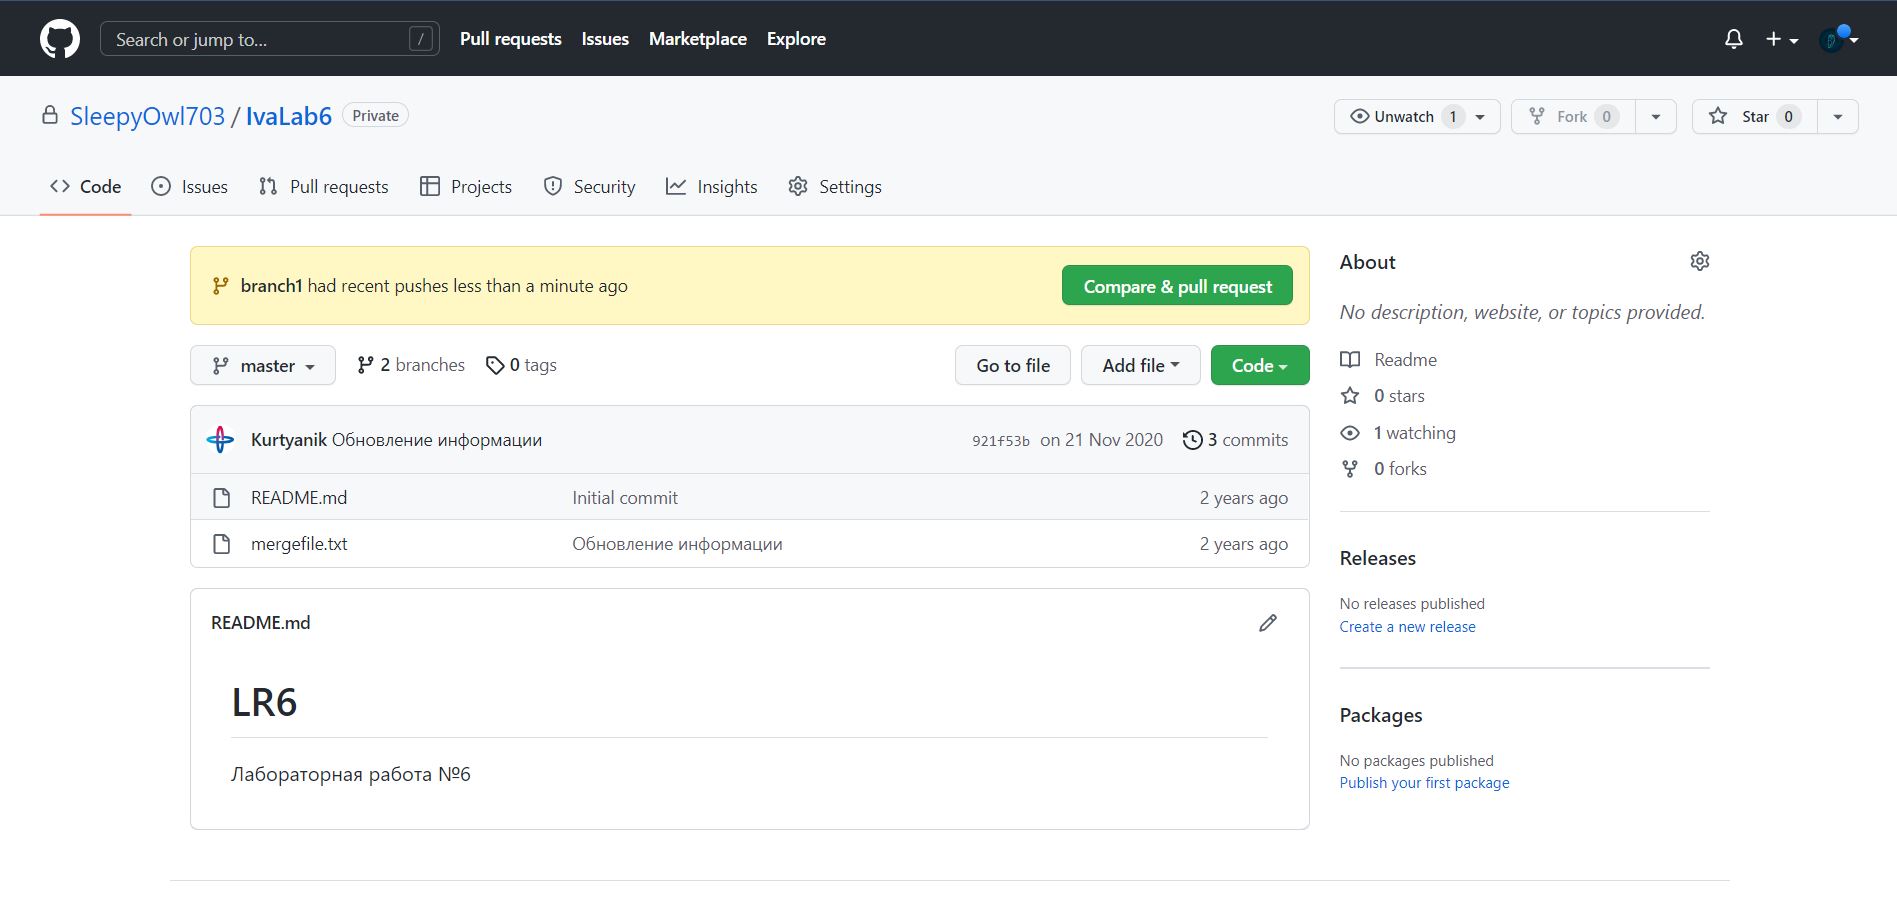 Search or jump to... / Pull requests Issues Marketplace Explore
SleepyOwl703 / IvaLab6 Private Unwatch 1 Fork 0 Star 0
Code Issues Pull requests Projects Security Insights Settings
branch1 had recent pushes less than a minute ago Compare & pull request
master 2 branches 0 tags Go to file Add file Code
Kurtyanik Обновление информации 921f53b on 21 Nov 2020 3 commits
README.md Initial commit 2 years ago
mergefile.txt Обновление информации 2 years ago
README.md
LR6
Лабораторная работа №6
About
No description, website, or topics provided.
Readme
0 stars
1 watching
0 forks
Releases
No releases published
Create a new release
Packages
No packages published
Publish your first package